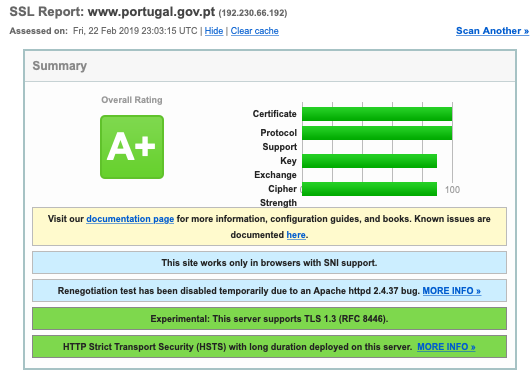 SSL Report: www.portugal.gov.pt (192.230.66.192)
Assessed on: Fri, 22 Feb 2019 23:03:15 UTC | Hide | Clear cache
Scan Another »
Summary
Overall Rating
A+
Certificate
Protocol
Support
Key
Exchange
Cipher
Strength
100
Visit our documentation page for more information, configuration guides, and books. Known issues are
documented here.
This site works only in browsers with SNI support.
Renegotiation test has been disabled temporarily due to an Apache httpd 2.4.37 bug. MORE INFO »
Experimental: This server supports TLS 1.3 (RFC 8446).
HTTP Strict Transport Security (HSTS) with long duration deployed on this server. MORE INFO »